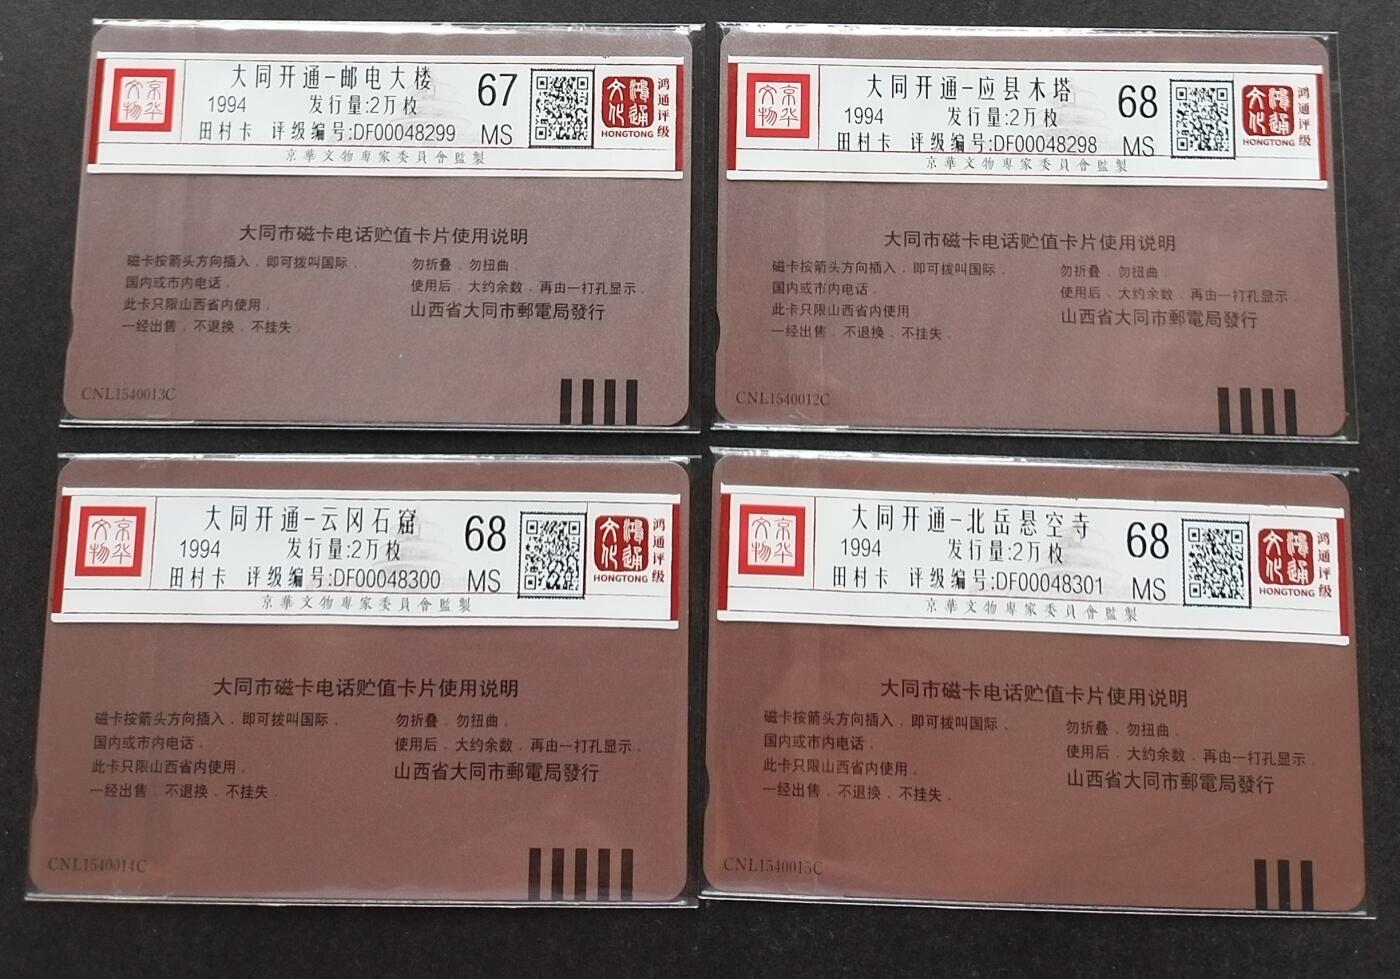 京华文物
大同开通-邮电大楼
1994 发行量:2万枚
田村卡 评级编号:DF00048299
67
MS
鸿通文化
HONGTONG
鸿通评级
京華文物專家委員會監製
大同市磁卡电话贮值卡片使用说明
磁卡按箭头方向插入．即可拨叫国际．
国内或市内电话．
此卡只限山西省内使用．
一经出售．不退换．不挂失．
勿折叠．勿扭曲．
使用后．大约余数．再由一打孔显示．
山西省大同市郵電局發行
CNL1540013C
京华文物
大同开通-应县木塔
1994 发行量:2万枚
田村卡 评级编号:DF00048298
68
MS
鸿通文化
HONGTONG
鸿通评级
京華文物專家委員會監製
大同市磁卡电话贮值卡片使用说明
磁卡按箭头方向插入．即可拨叫国际．
国内或市内电话．
此卡只限山西省内使用
一经出售．不退换．不挂失．
勿折叠．勿扭曲．
使用后．大约余数．再由一打孔显示
山西省大同市郵電局發行
CNL1540012C
京华文物
大同开通-云冈石窟
1994 发行量:2万枚
田村卡 评级编号:DF00048300
68
MS
鸿通文化
HONGTONG
鸿通评级
京華文物專家委員會監製
大同市磁卡电话贮值卡片使用说明
磁卡按箭头方向插入．即可拨叫国际．
国内或市内电话．
此卡只限山西省内使用．
一经出售．不退换．不挂失．
勿折叠．勿扭曲．
使用后．大约余数．再由一打孔显示．
山西省大同市郵電局發行
CNL1540014C
京华文物
大同开通-北岳悬空寺
1994 发行量:2万枚
田村卡 评级编号:DF00048301
68
MS
鸿通文化
HONGTONG
鸿通评级
京華文物專家委員會監製
大同市磁卡电话贮值卡片使用说明
磁卡按箭头方向插入．即可拨叫国际．
国内或市内电话．
此卡只限山西省内使用．
一经出售．不退换．不挂失．
勿折叠．勿扭曲．
使用后．大约余数．再由一打孔显示．
山西省大同市郵電局發行
CNL1540015C